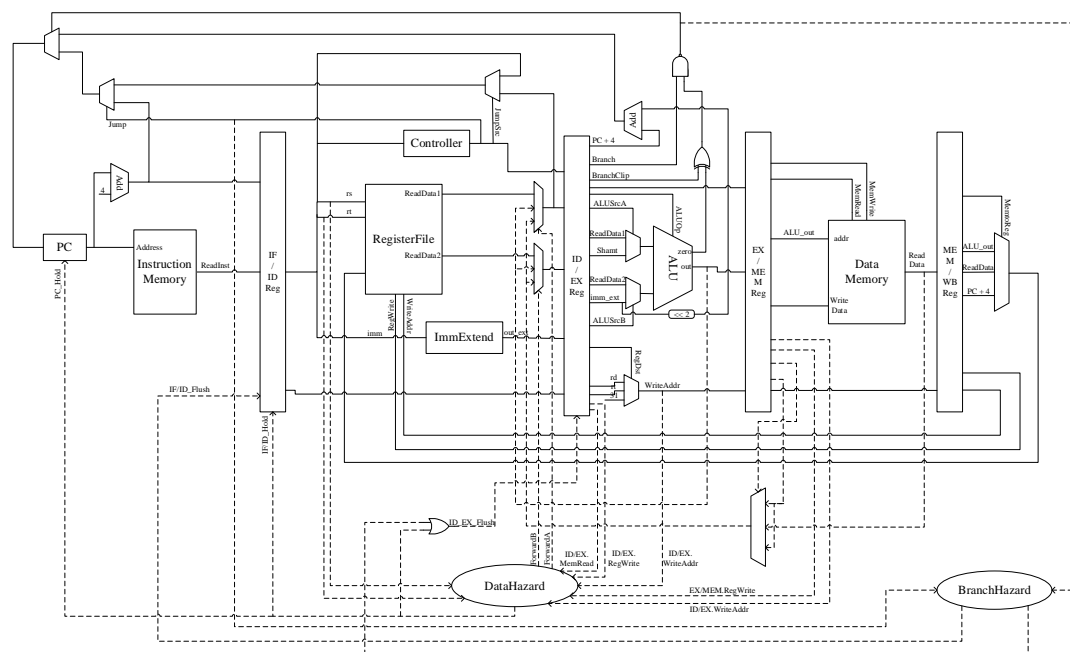 Jump
JumpSrc
PPV
Controller
PC + 4
Branch
BranchClip
Add
4
rs
rt
ReadData1
RegisterFile
ReadData2
ALUSrcA
ALUOp
ReadData1
Shamt
ALU
zero
out
ReadData2
imm_ext
<< 2
ALUSrcB
PC
Address
Instruction
Memory
ReadInst
PC_Hold
IF
/
ID
Reg
ID
/
EX
Reg
EX
/
ME
M
Reg
ME
M
/
WB
Reg
MemWrite
MemRead
ALU_out
addr
Data
Memory
Write
Data
Read
Data
MemtoReg
ALU_out
ReadData
PC + 4
RegWrite
WriteAddr
imm
ImmExtend
out_ext
RegDst
rd
rt
31
WriteAddr
IF/ID_Flush
IF/ID_Hold
ID_EX_Flush
ForwardB
ForwardA
ID/EX.
MemRead
ID/EX.
RegWrite
ID/EX.
WriteAddr
DataHazard
EX/MEM.RegWrite
ID/EX.WriteAddr
BranchHazard